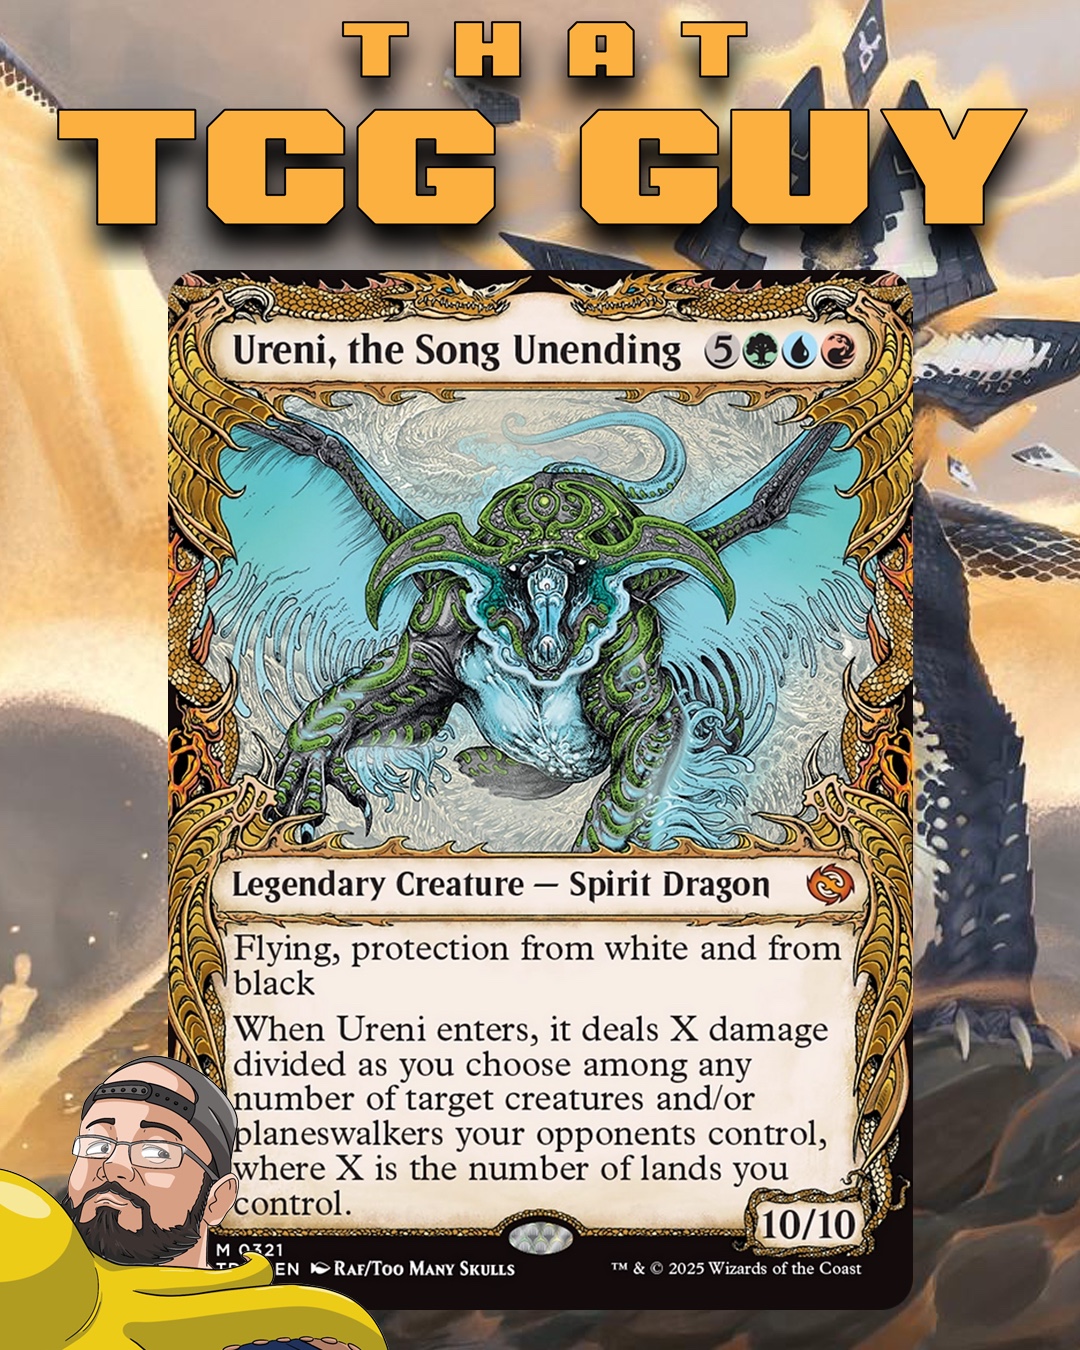 THAT
TCG GUY
Ureni, the Song Unending 5
Legendary Creature — Spirit Dragon
Flying, protection from white and from
black
When Ureni enters, it deals X damage
divided as you choose among any
number of target creatures and/or
planeswalkers your opponents control,
where X is the number of lands you
control.
10/10
M 0321
EN Raf/Too Many Skulls
™ & © 2025 Wizards of the Coast